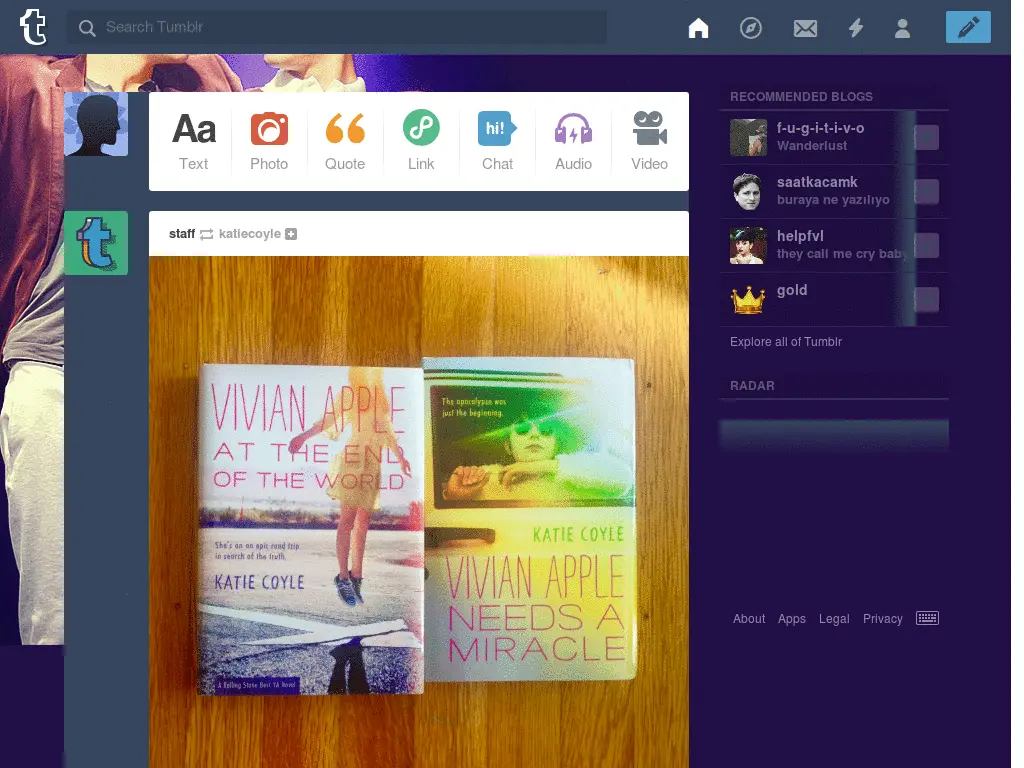 Search Tumblr
Aa
hi!
Text
Photo
Quote
Link
Chat
Audio
Video
staff katiecoyle
VIVIAN APPLE
AT THE END
OF THE WORLD
She's on an epic road trip
in search of the truth.
KATIE COYLE
A Rolling Stone Best YA Novel
The apocalypse was
just the beginning.
KATIE COYLE
VIVIAN APPLE
NEEDS A
MIRACLE
RECOMMENDED BLOGS
f-u-g-i-t-i-v-o
Wanderlust
saatkacamk
buraya ne yazılıyo
helpfvl
they call me cry baby
gold
Explore all of Tumblr
RADAR
About Apps Legal Privacy